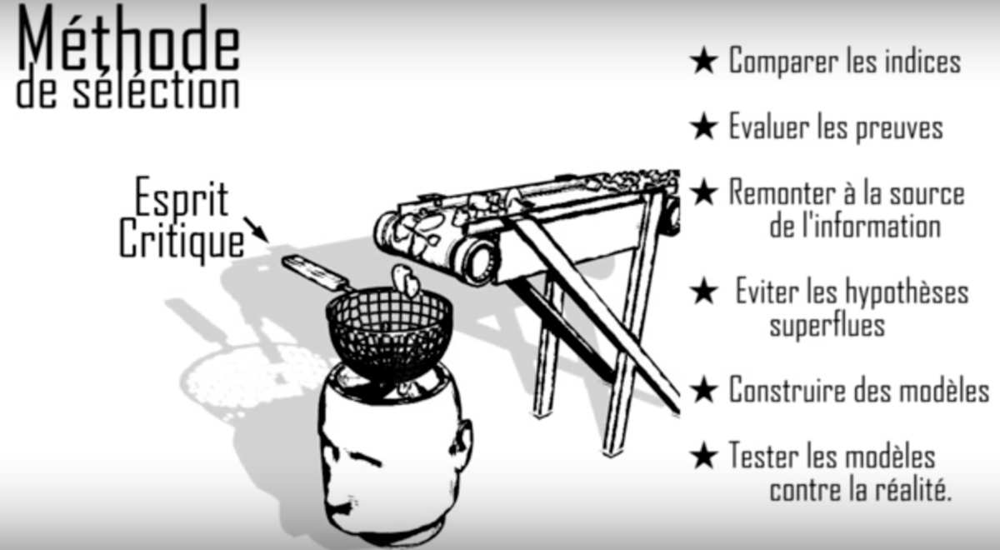 Méthode
de séléction
Esprit
Critique
★ Comparer les indices
★ Evaluer les preuves
★ Remonter à la source
de l'information
★ Eviter les hypothèses
superflues
★ Construire des modèles
★ Tester les modèles
contre la réalité.